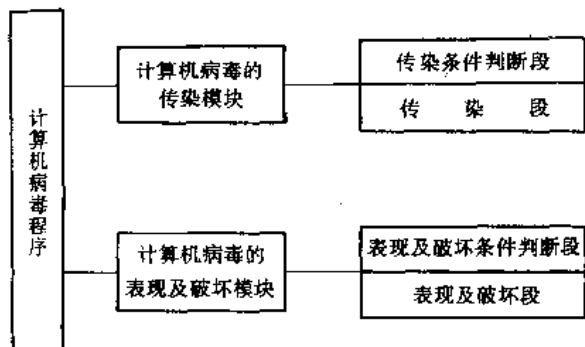 计算机病毒程序
计算机病毒的
传染模块
传染条件判断段
传染段
计算机病毒的
表现及破坏模块
表现及破坏条件判断段
表现及破坏段